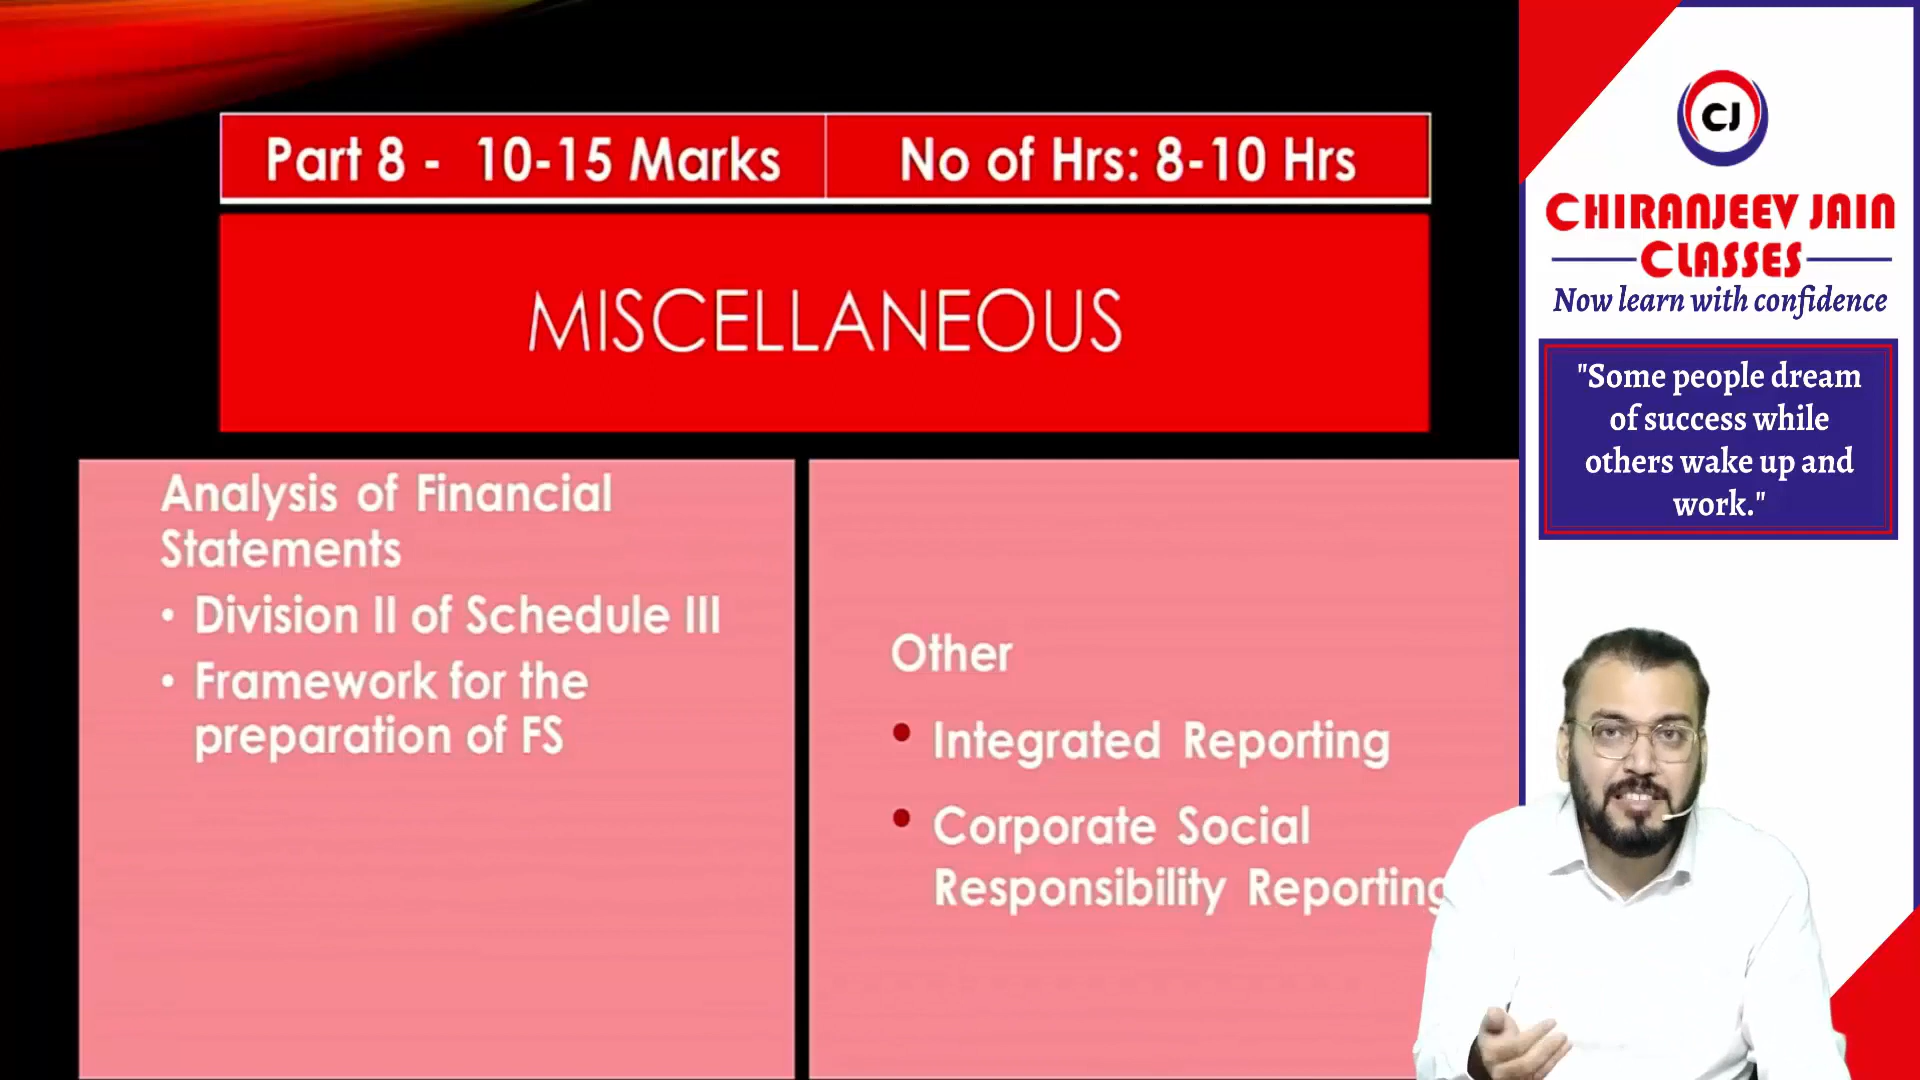 Part 8 - 10-15 Marks
No of Hrs: 8-10 Hrs
MISCELLANEOUS
Analysis of Financial
Statements
• Division II of Schedule III
• Framework for the
preparation of FS
Other
• Integrated Reporting
• Corporate Social
Responsibility Reporting
CJ
CHIRANJEEV JAIN
CLASSES
Now learn with confidence
"Some people dream
of success while
others wake up and
work."